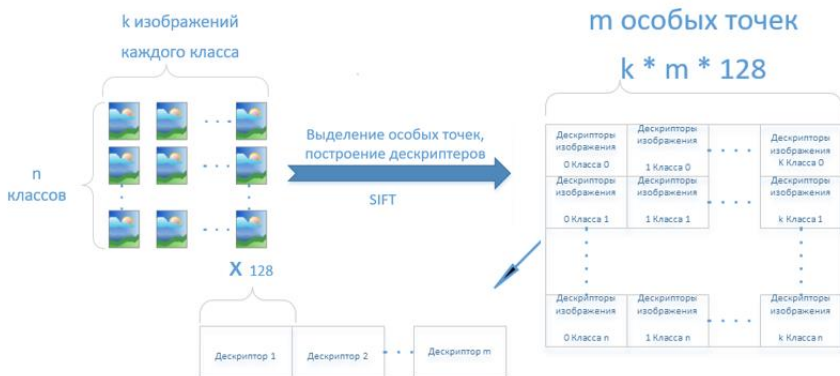 k изображений
каждого класса
n
классов
Выделение особых точек,
построение дескриптеров
SIFT
m особых точек
k * m * 128
Дескрипторы
изображения
0 Класса 0
Дескрипторы
изображения
1 Класса 0
Дескрипторы
изображения
K Класса 0
Дескрипторы
изображения
0 Класса 1
Дескрипторы
изображения
1 Класса 1
Дескрипторы
изображения
k Класса 1
Дескрипторы
изображения
0 Класса n
Дескрипторы
изображения
1 Класса n
Дескрипторы
изображения
k Класса n
X 128
Дескриптор 1
Дескриптор 2
Дескриптор m